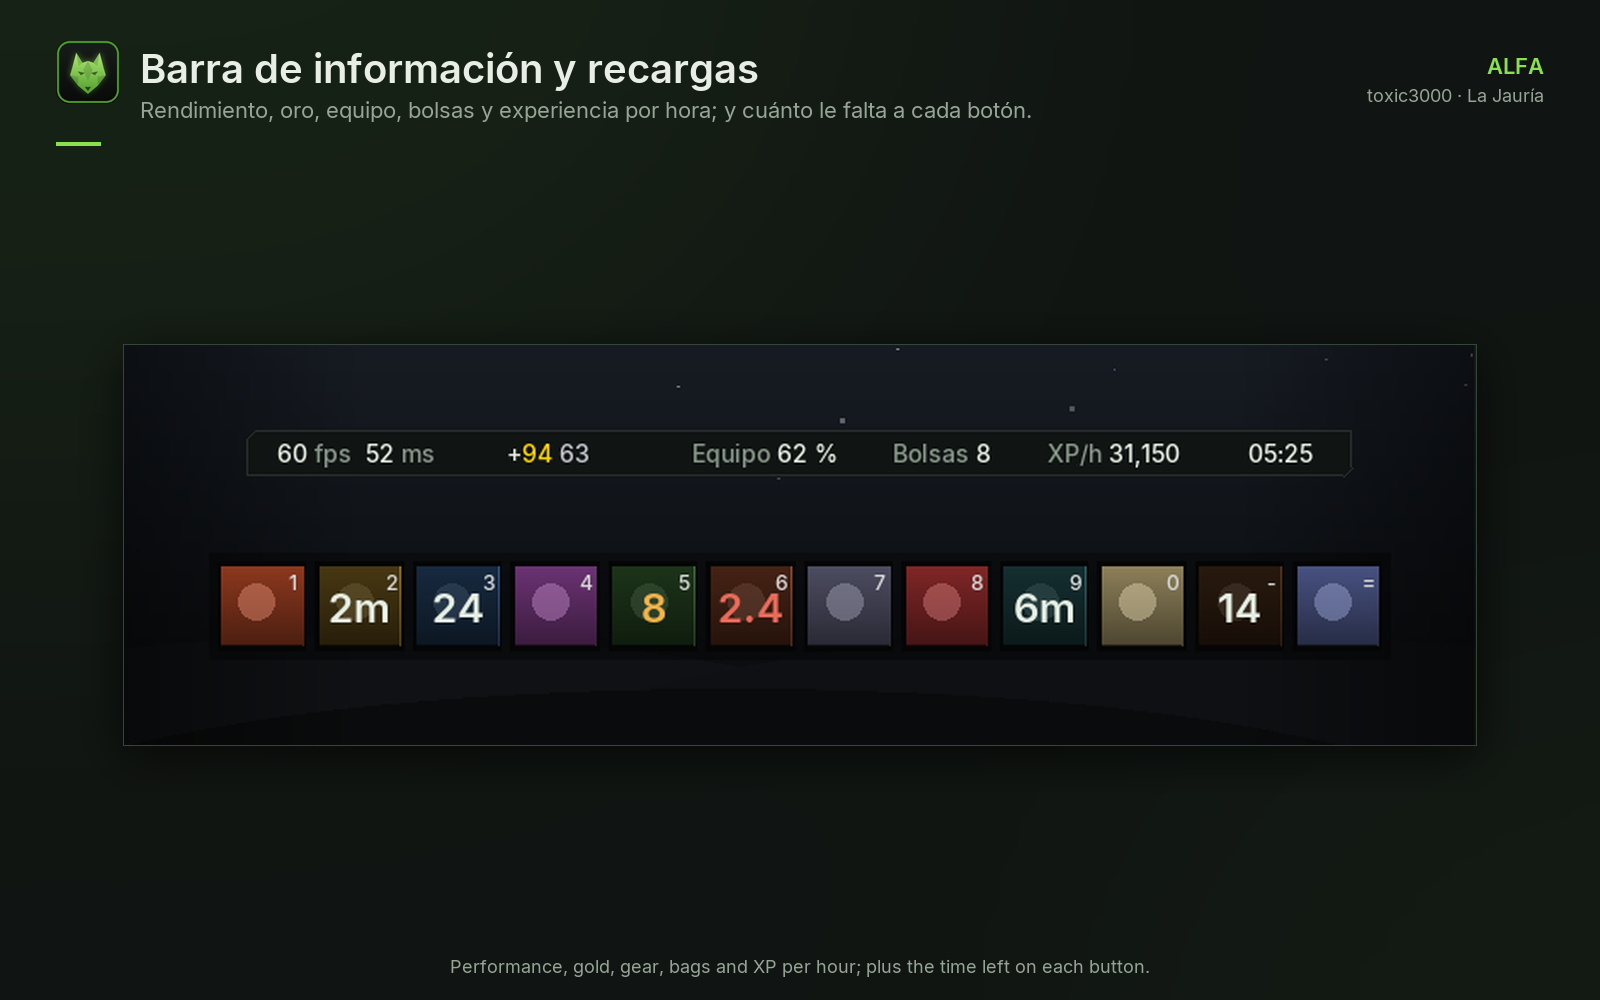 Barra de información y recargas
Rendimiento, oro, equipo, bolsas y experiencia por hora; y cuánto le falta a cada botón.
ALFA
toxic3000 · La Jauría
60 fps 52 ms +94 63 Equipo 62 % Bolsas 8 XP/h 31,150 05:25
1 2 3 4 5 6 7 8 9 0 - =
2m 24 8 2.4 6m 14
Performance, gold, gear, bags and XP per hour; plus the time left on each button.